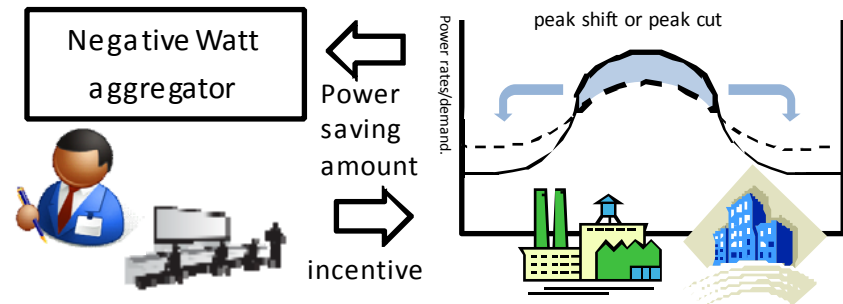 Negative Watt
aggregator
Power
saving
amount
incentive
peak shift or peak cut
Power rates/demand.